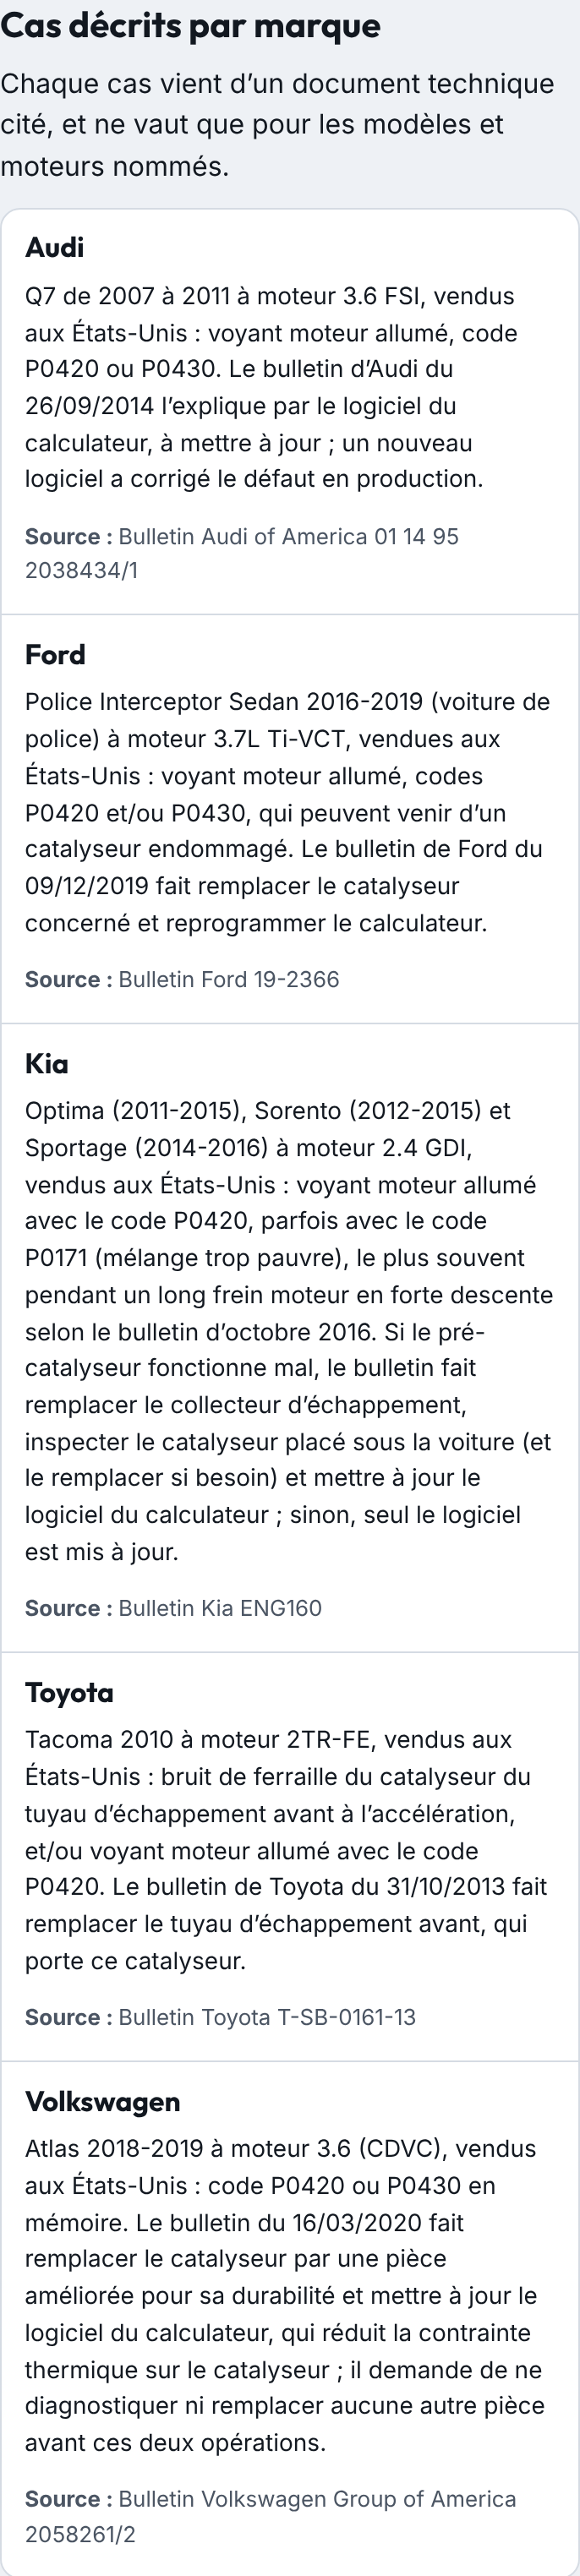 Cas décrits par marque
Chaque cas vient d’un document technique
cité, et ne vaut que pour les modèles et
moteurs nommés.
Audi
Q7 de 2007 à 2011 à moteur 3.6 FSI, vendus
aux États-Unis : voyant moteur allumé, code
P0420 ou P0430. Le bulletin d’Audi du
26/09/2014 l’explique par le logiciel du
calculateur, à mettre à jour ; un nouveau
logiciel a corrigé le défaut en production.
Source : Bulletin Audi of America 01 14 95
2038434/1
Ford
Police Interceptor Sedan 2016-2019 (voiture de
police) à moteur 3.7L Ti-VCT, vendues aux
États-Unis : voyant moteur allumé, codes
P0420 et/ou P0430, qui peuvent venir d’un
catalyseur endommagé. Le bulletin de Ford du
09/12/2019 fait remplacer le catalyseur
concerné et reprogrammer le calculateur.
Source : Bulletin Ford 19-2366
Kia
Optima (2011-2015), Sorento (2012-2015) et
Sportage (2014-2016) à moteur 2.4 GDI,
vendus aux États-Unis : voyant moteur allumé
avec le code P0420, parfois avec le code
P0171 (mélange trop pauvre), le plus souvent
pendant un long frein moteur en forte descente
selon le bulletin d’octobre 2016. Si le pré-
catalyseur fonctionne mal, le bulletin fait
remplacer le collecteur d’échappement,
inspecter le catalyseur placé sous la voiture (et
le remplacer si besoin) et mettre à jour le
logiciel du calculateur ; sinon, seul le logiciel
est mis à jour.
Source : Bulletin Kia ENG160
Toyota
Tacoma 2010 à moteur 2TR-FE, vendus aux
États-Unis : bruit de ferraille du catalyseur du
tuyau d’échappement avant à l’accélération,
et/ou voyant moteur allumé avec le code
P0420. Le bulletin de Toyota du 31/10/2013 fait
remplacer le tuyau d’échappement avant, qui
porte ce catalyseur.
Source : Bulletin Toyota T-SB-0161-13
Volkswagen
Atlas 2018-2019 à moteur 3.6 (CDVC), vendus
aux États-Unis : code P0420 ou P0430 en
mémoire. Le bulletin du 16/03/2020 fait
remplacer le catalyseur par une pièce
améliorée pour sa durabilité et mettre à jour le
logiciel du calculateur, qui réduit la contrainte
thermique sur le catalyseur ; il demande de ne
diagnostiquer ni remplacer aucune autre pièce
avant ces deux opérations.
Source : Bulletin Volkswagen Group of America
2058261/2